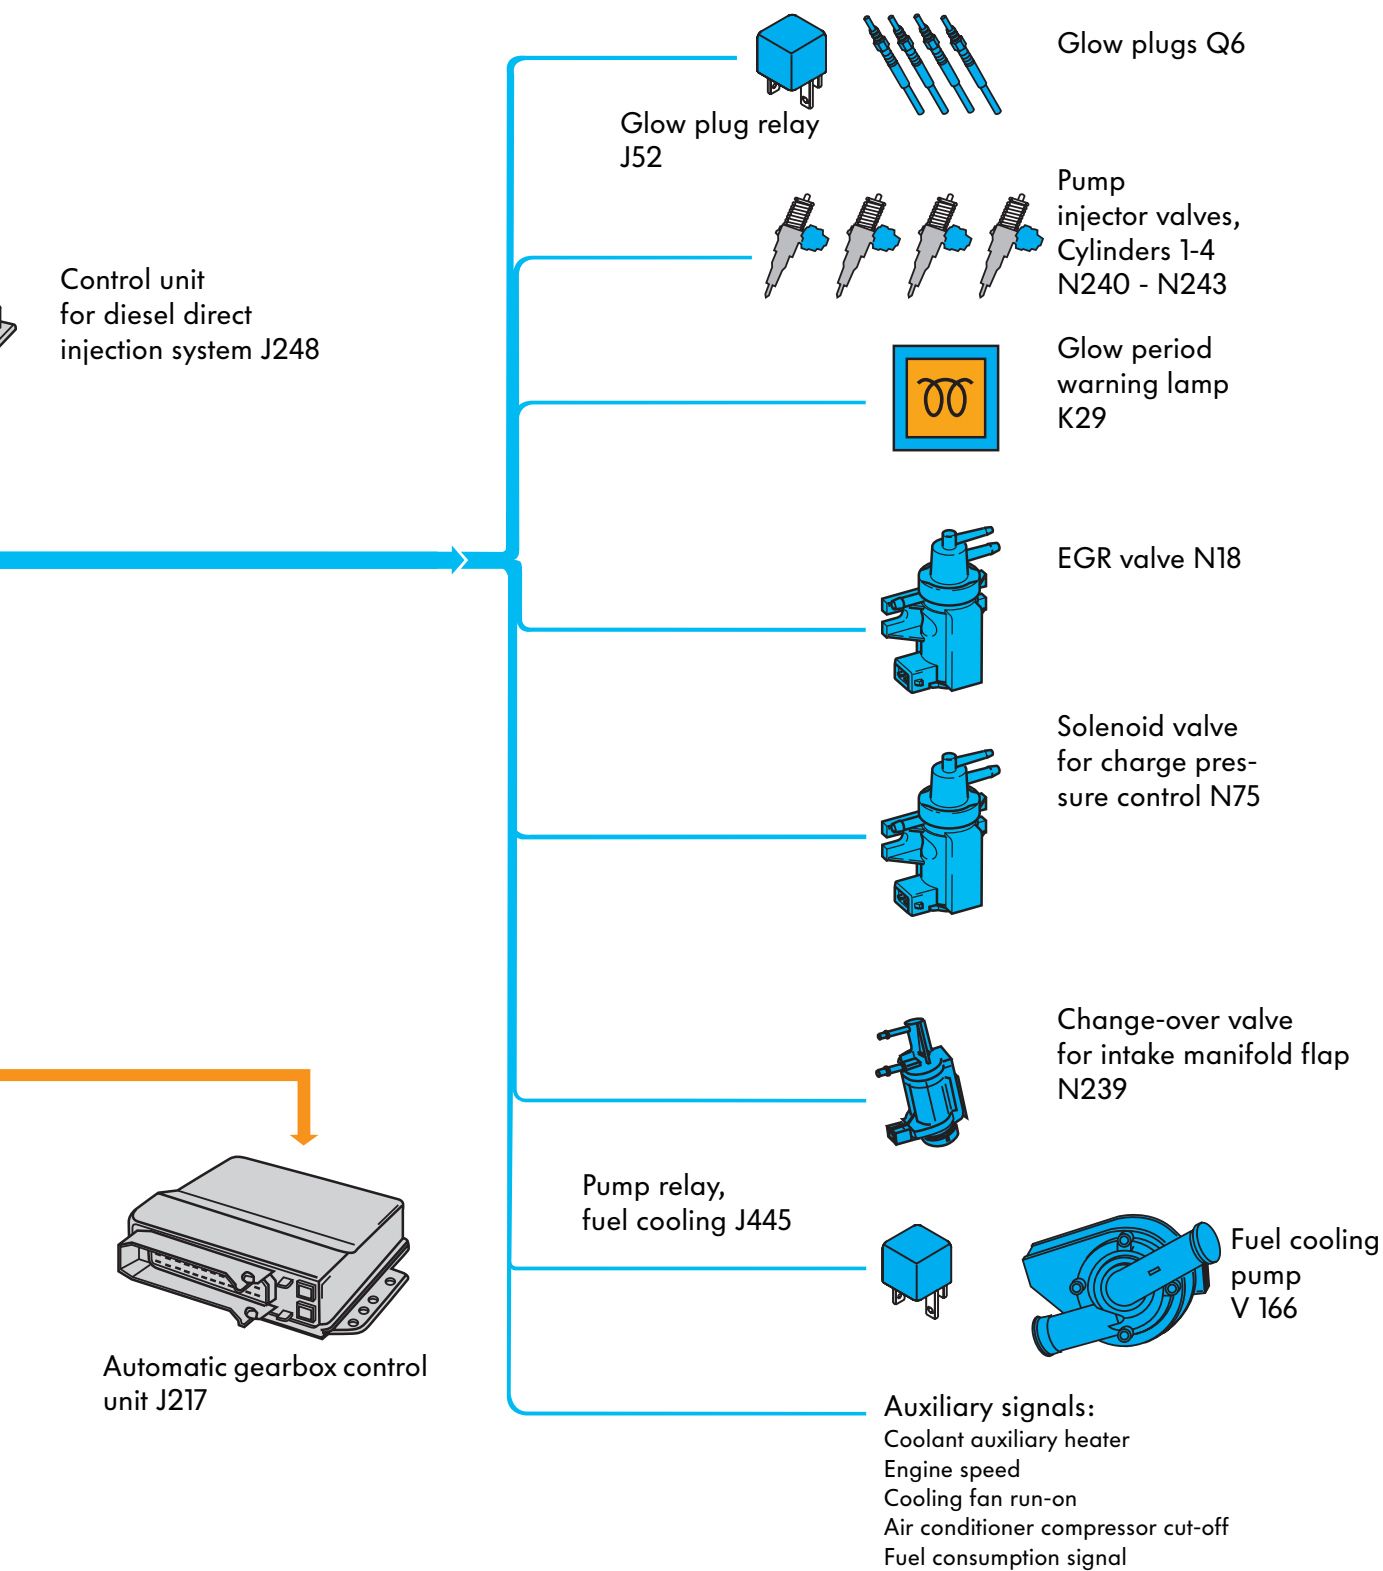 Glow plugs Q6
Glow plug relay
J52
Pump
injector valves,
Cylinders 1-4
N240 - N243
Control unit
for diesel direct
injection system J248
Glow period
warning lamp
K29
EGR valve N18
Solenoid valve
for charge pres-
sure control N75
Change-over valve
for intake manifold flap
N239
Pump relay,
fuel cooling J445
Fuel cooling
pump
V 166
Automatic gearbox control
unit J217
Auxiliary signals:
Coolant auxiliary heater
Engine speed
Cooling fan run-on
Air conditioner compressor cut-off
Fuel consumption signal